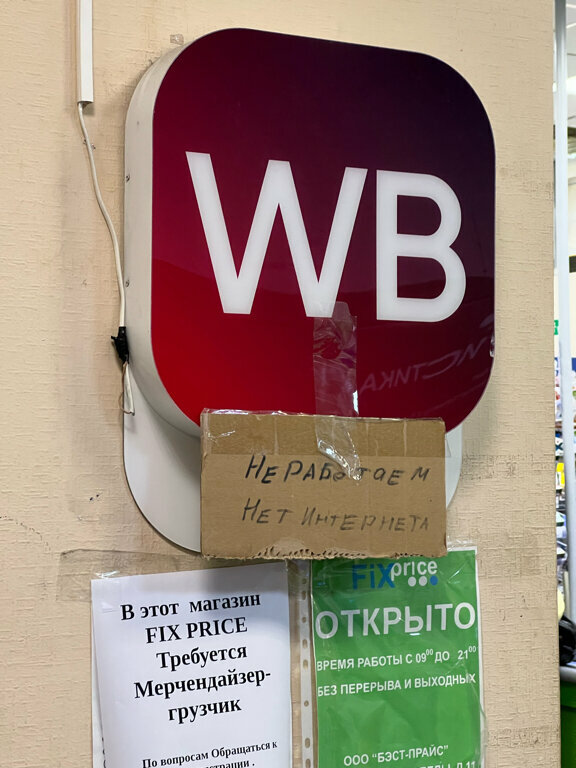 WB
НЕ РАБОТАЕМ
НЕТ ИНТЕРНЕТА
В этот магазин
FIX PRICE
Требуется
Мерчендайзер-
грузчик
По вопросам Обращаться к
Fix price
ОТКРЫТО
ВРЕМЯ РАБОТЫ С 09⁰⁰ ДО 21⁰⁰
БЕЗ ПЕРЕРЫВА И ВЫХОДНЫХ
ООО "БЭСТ-ПРАЙС"